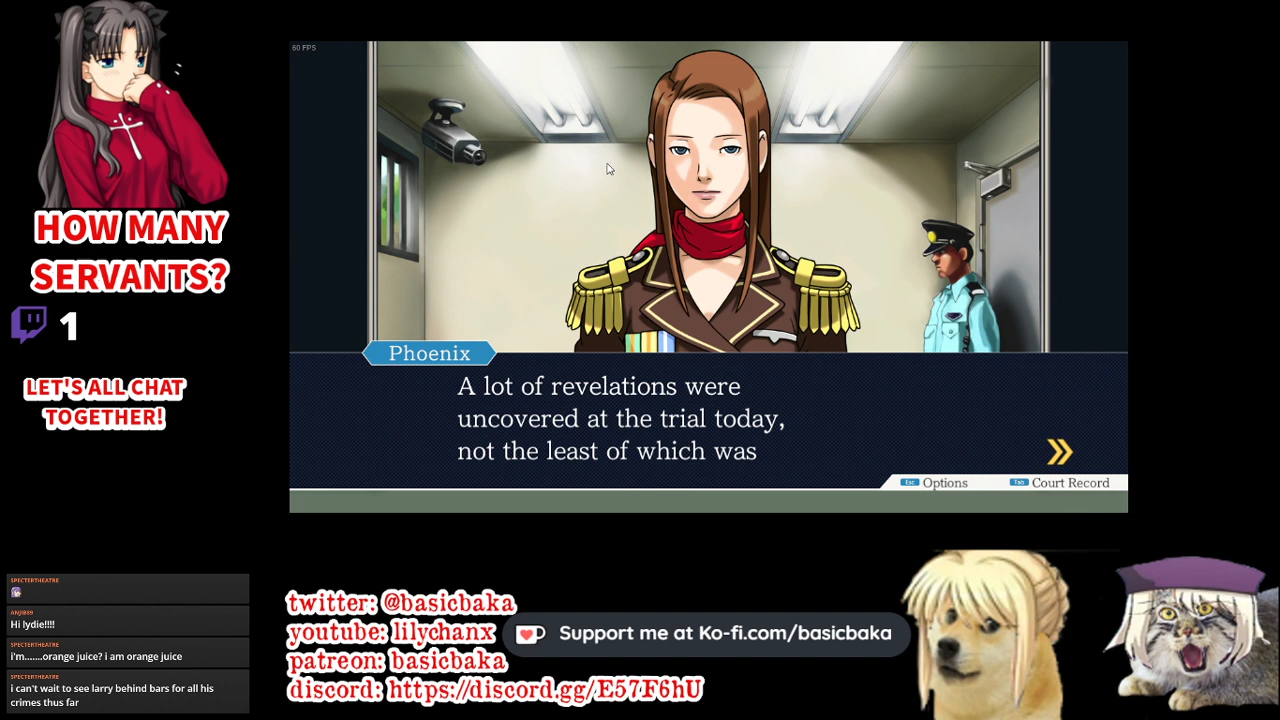 HOW MANY
SERVANTS?
1
LET'S ALL CHAT
TOGETHER!
60 FPS
Phoenix
A lot of revelations were
uncovered at the trial today,
not the least of which was
Esc Options
Tab Court Record
SPECTERTHEATRE
ANJIB89
Hi lydie!!!!
SPECTERTHEATRE
i'm.......orange juice? i am orange juice
SPECTERTHEATRE
i can't wait to see larry behind bars for all his
crimes thus far
twitter: @basicbaka
youtube: lilychanx
patreon: basicbaka
discord: https://discord.gg/E57F6hU
Support me at Ko-fi.com/basicbaka